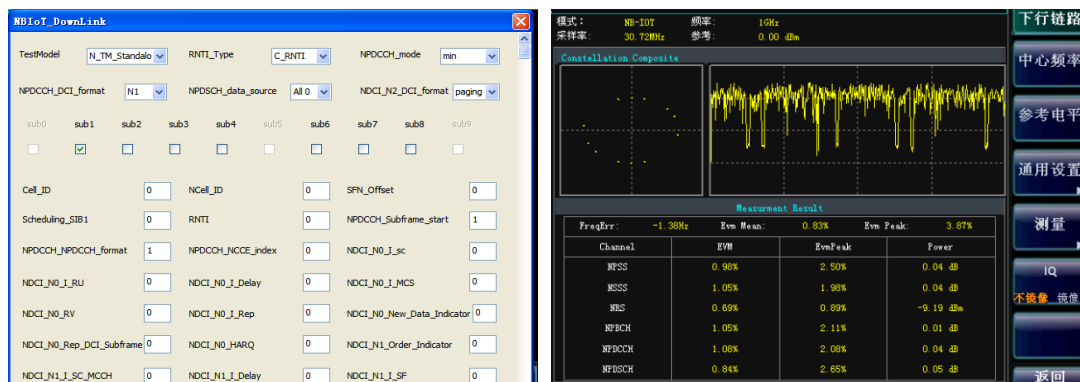 NBIoT_DownLink
TestModel N_TM_Standalo RNTI_Type C_RNTI NPDCCH_mode min
NPDCCH_DCI_format N1 NPDSCH_data_source All 0 NDCI_N2_DCI_format paging
sub0 sub1 sub2 sub3 sub4 sub5 sub6 sub7 sub8 sub9
Cell_ID 0 NCell_ID 0 SFN_Offset 0
Scheduling_SIB1 0 RNTI 0 NPDCCH_Subframe_start 1
NPDCCH_NPDCCH_format 1 NPDCCH_NCCE_index 0 NDCI_N0_I_sc 0
NDCI_N0_I_RU 0 NDCI_N0_I_Delay 0 NDCI_N0_I_MCS 0
NDCI_N0_RV 0 NDCI_N0_I_Rep 0 NDCI_N0_New_Data_Indicator 0
NDCI_N0_Rep_DCI_Subframe 0 NDCI_N0_HARQ 0 NDCI_N1_Order_Indicator 0
NDCI_N1_I_SC_MCCH 0 NDCI_N1_I_Delay 0 NDCI_N1_I_SF 0
模式： NB-IOT 频率： 1GHz
采样率： 30.72MHz 参考： 0.00 dBm
Constellation Composite
Measurment Result
FreqErr: -1.38Hz Evm Mean: 0.83% Evm Peak: 3.87%
Channel EVM EvmPeak Power
NPSS 0.98% 2.50% 0.04 dB
NSSS 1.05% 1.98% 0.04 dB
NRS 0.69% 0.89% -9.19 dBm
NPBCH 1.05% 2.11% 0.01 dB
NPDCCH 1.08% 2.08% 0.04 dB
NPDSCH 0.84% 2.65% 0.05 dB
下行链路
中心频率
参考电平
通用设置
测量
IQ
不镜像 镜像
返回